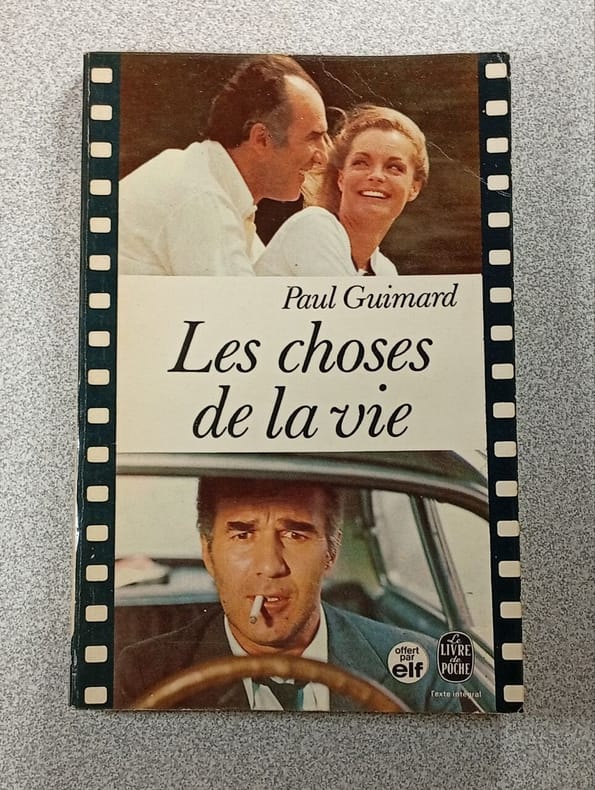 Paul Guimard
Les choses
de la vie
offert
par
elf
Le
LIVRE
de
POCHE
Texte intégral